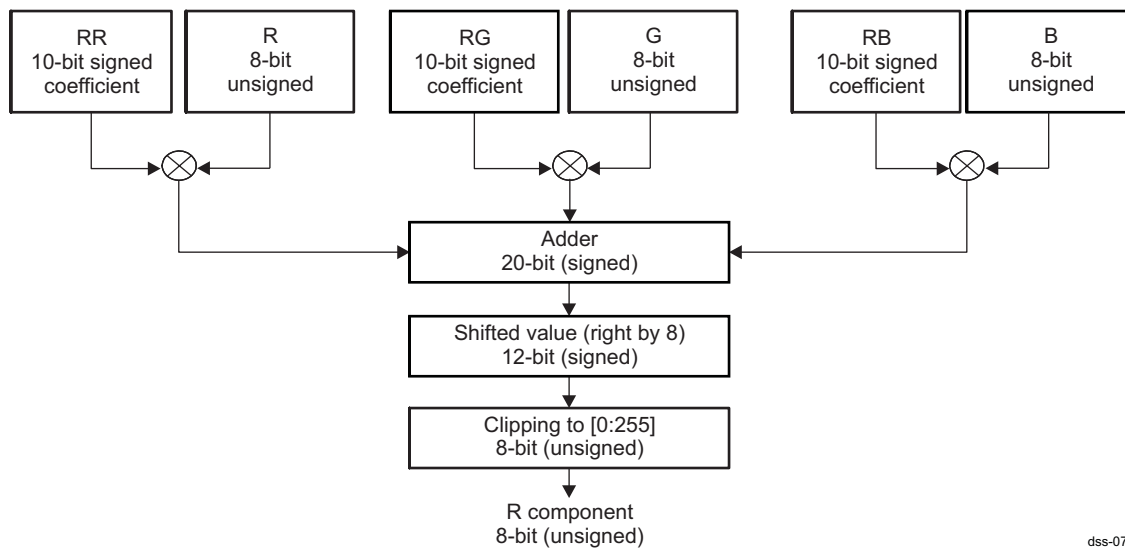 RR
10-bit signed
coefficient
R
8-bit
unsigned
RG
10-bit signed
coefficient
G
8-bit
unsigned
RB
10-bit signed
coefficient
B
8-bit
unsigned
Adder
20-bit (signed)
Shifted value (right by 8)
12-bit (signed)
Clipping to [0:255]
8-bit (unsigned)
R component
8-bit (unsigned)
dss-07